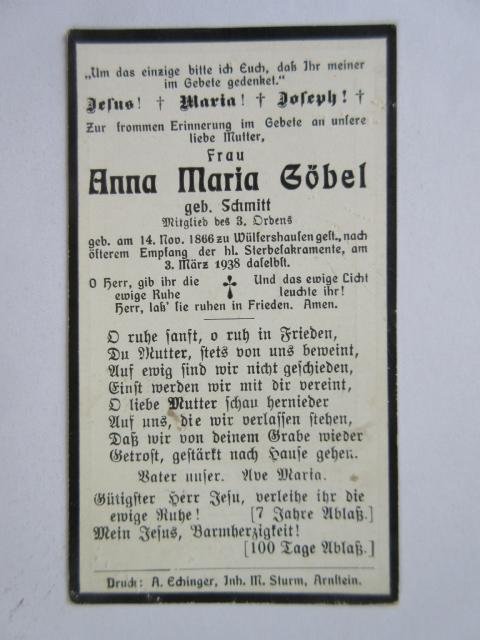 „Um das einzige bitte ich Euch, daß Ihr meiner
im Gebete gedenket."
Jesus! † Maria! † Joseph! †
Zur frommen Erinnerung im Gebete an unsere
liebe Mutter,
Frau
Anna Maria Göbel
geb. Schmitt
Mitglied des 3. Ordens
geb. am 14. Nov. 1866 zu Wülfershausen gest., nach
öfterem Empfang der hl. Sterbesakramente, am
3. März 1938 daselbst.
O Herr, gib ihr die ewige Ruhe
Und das ewige Licht leuchte ihr!
Herr, laß' sie ruhen in Frieden. Amen.
O ruhe sanft, o ruh in Frieden,
Du Mutter, stets von uns beweint,
Auf ewig sind wir nicht geschieden,
Einst werden wir mit dir vereint,
O liebe Mutter schau hernieder
Auf uns, die wir verlassen stehen,
Daß wir von deinem Grabe wieder
Getrost, gestärkt nach Hause gehen.
Vater unser. Ave Maria.
Gütigster Herr Jesu, verleihe ihr die
ewige Ruhe! [7 Jahre Ablaß.]
Mein Jesus, Barmherzigkeit!
[100 Tage Ablaß.]
Druck: A. Echinger, Inh. M. Sturm, Arnstein.